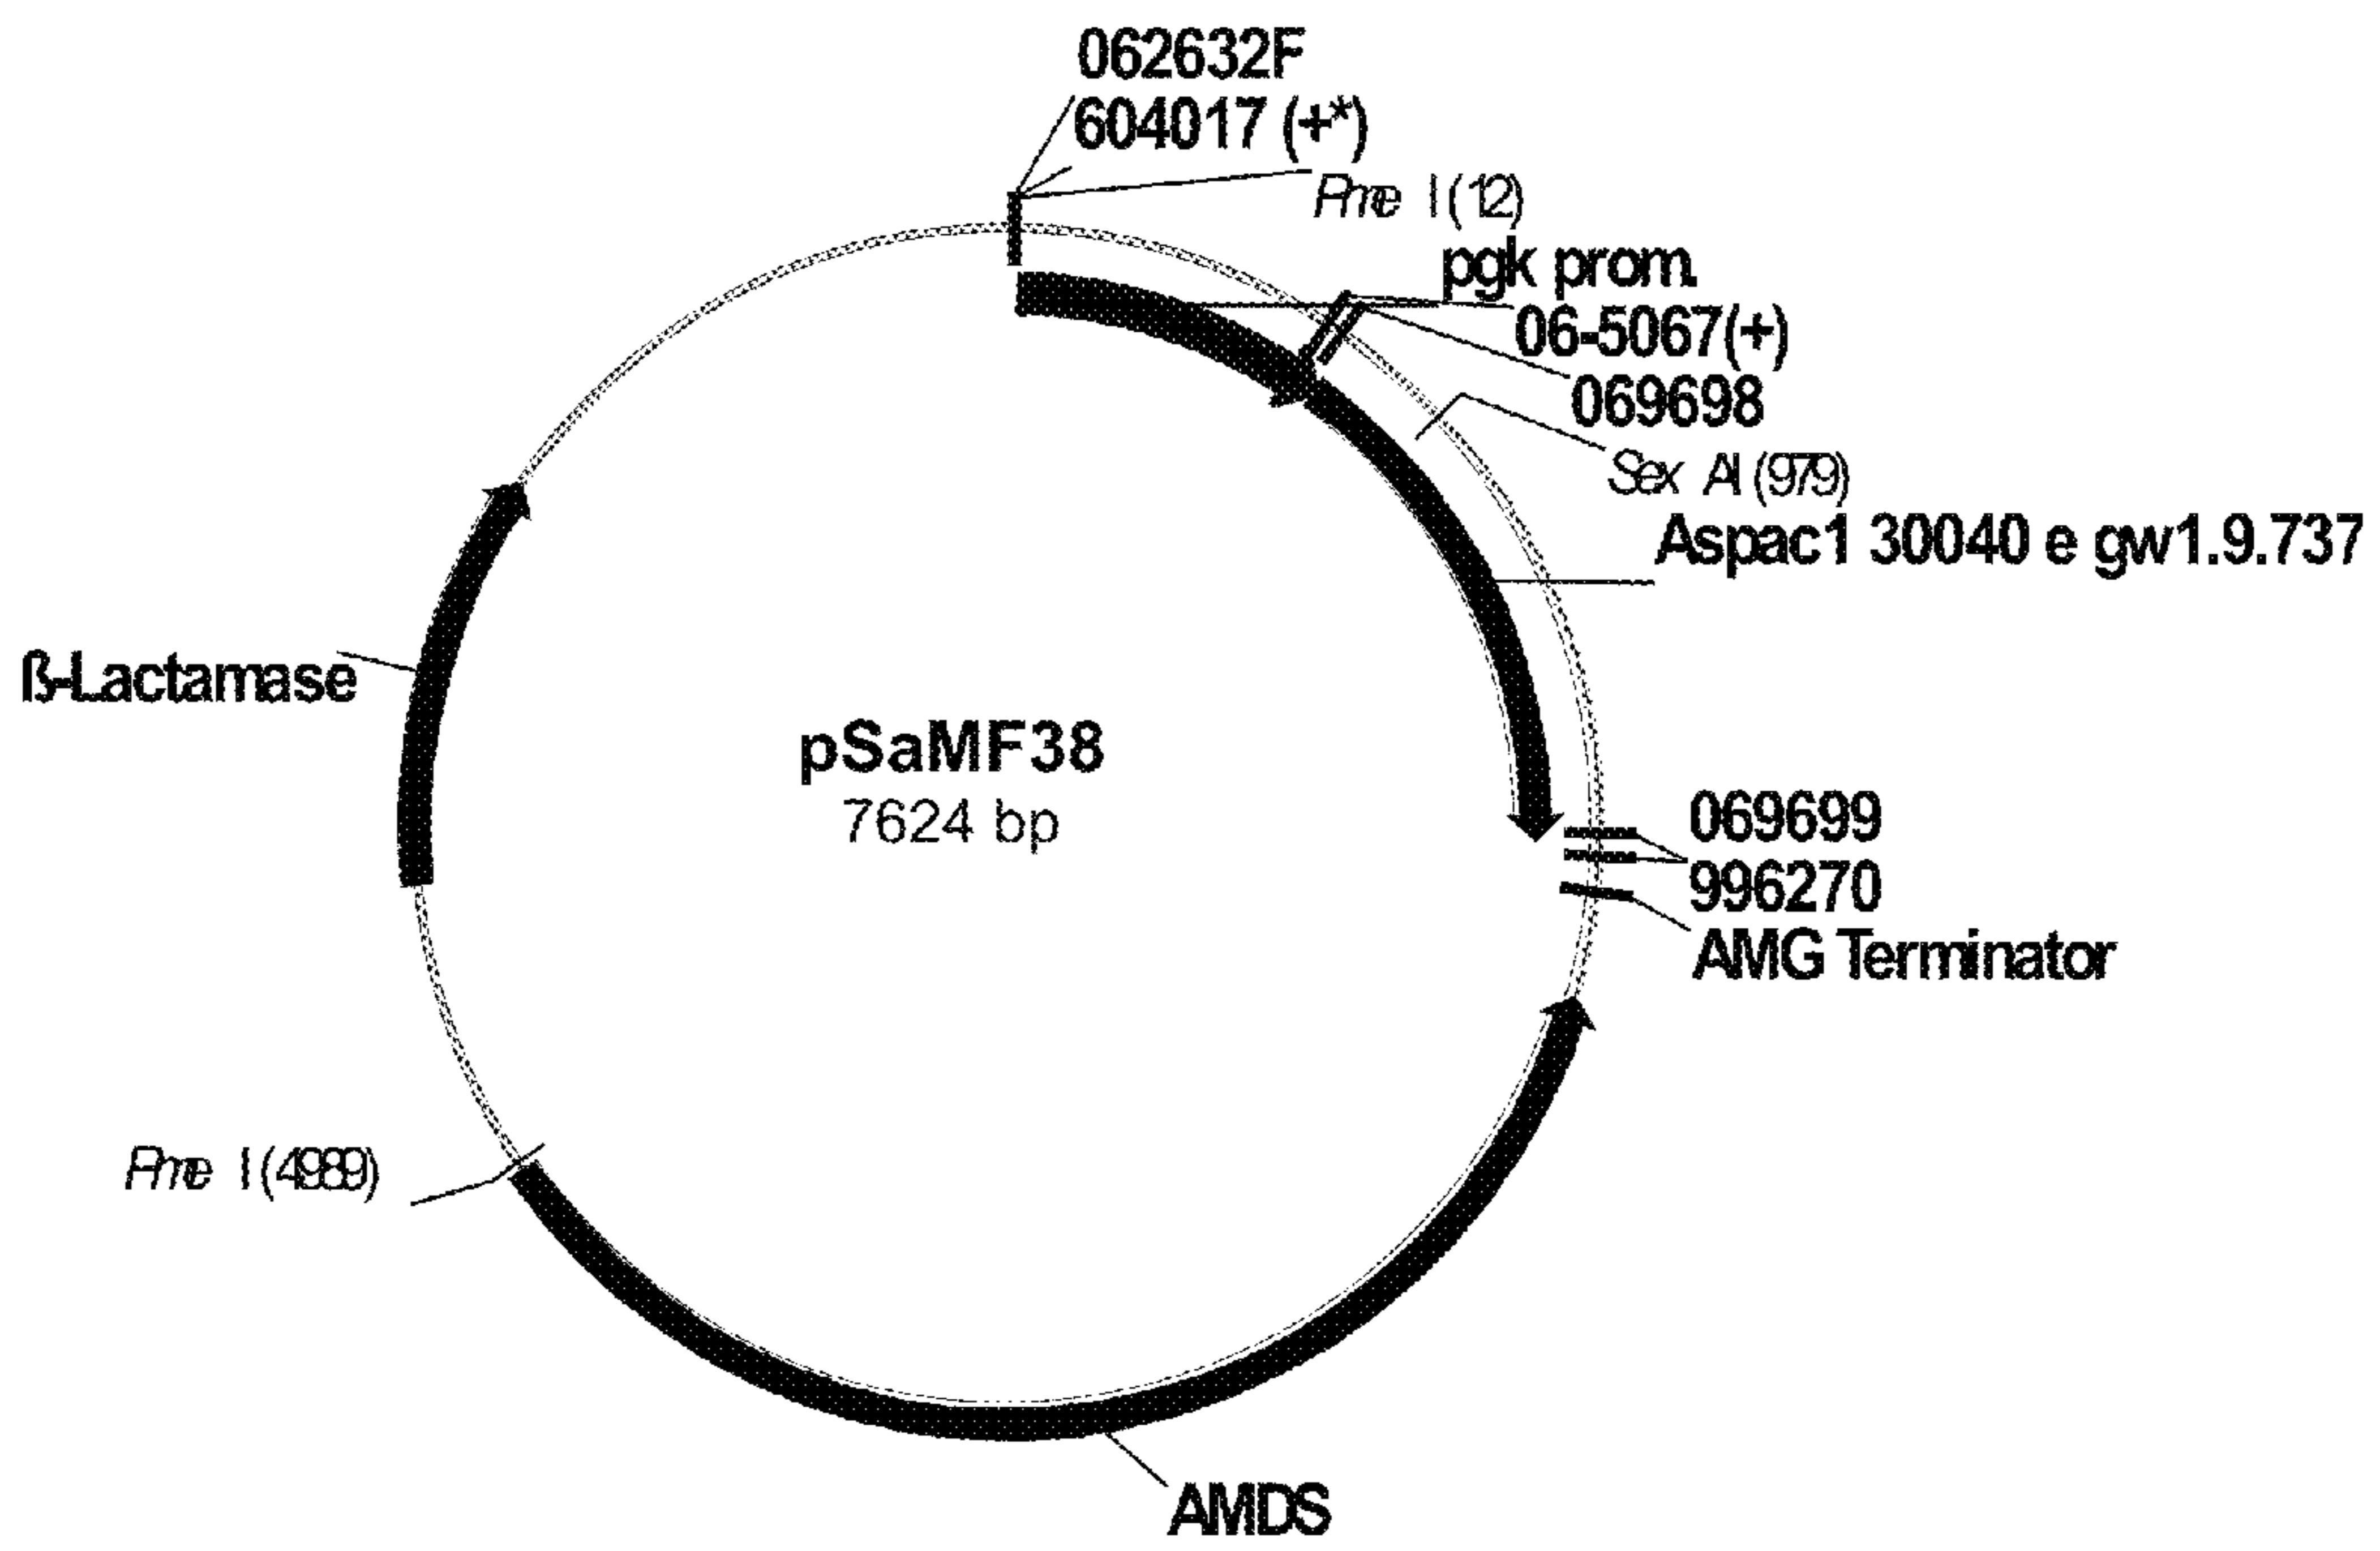 062632F
604017 (+*)
Pme I (12)
pgk prom.
06-5067(+)
069698
Sex AI (979)
Aspac1 30040 e gw1.9.737
ß-Lactamase
pSaMF38
7624 bp
069699
996270
AMG Terminator
Pme I (4989)
AMDS